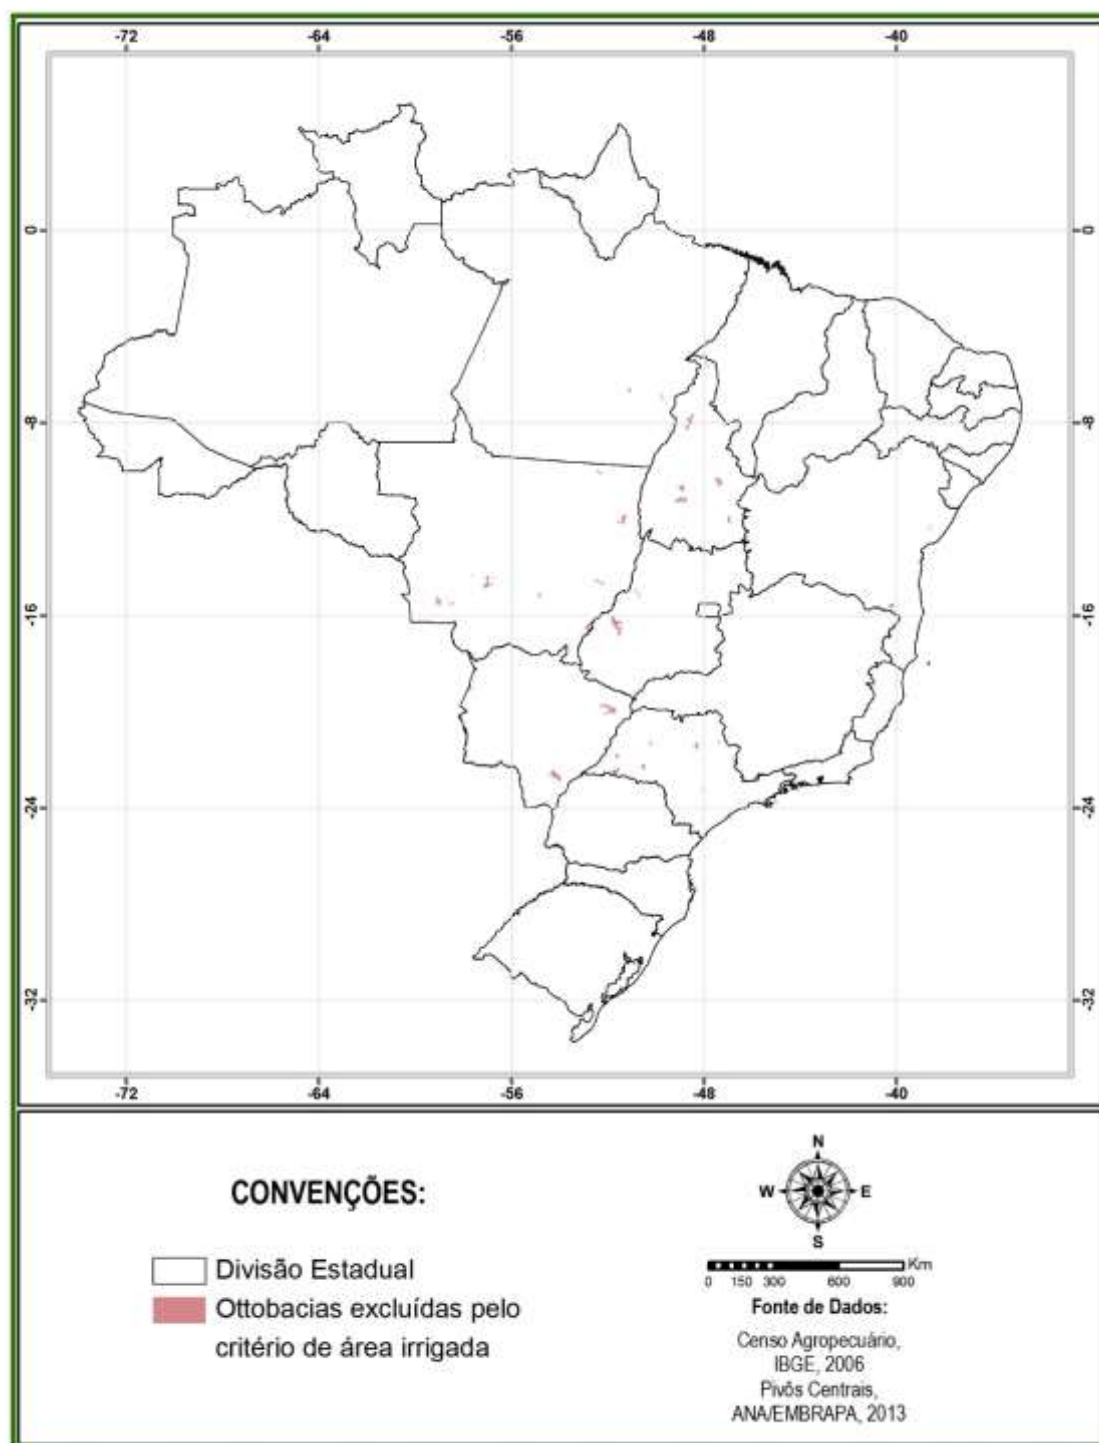 -72 -64 -56 -48 -40
0 0
-8 -8
-16 -16
-24 -24
-32 -32
-72 -64 -56 -48 -40
CONVENÇÕES:
Divisão Estadual
Ottobacias excluídas pelo
critério de área irrigada
N
W E
S
Km
0 150 300 600 900
Fonte de Dados:
Censo Agropecuário,
IBGE, 2006
Pivôs Centrais,
ANA/EMBRAPA, 2013